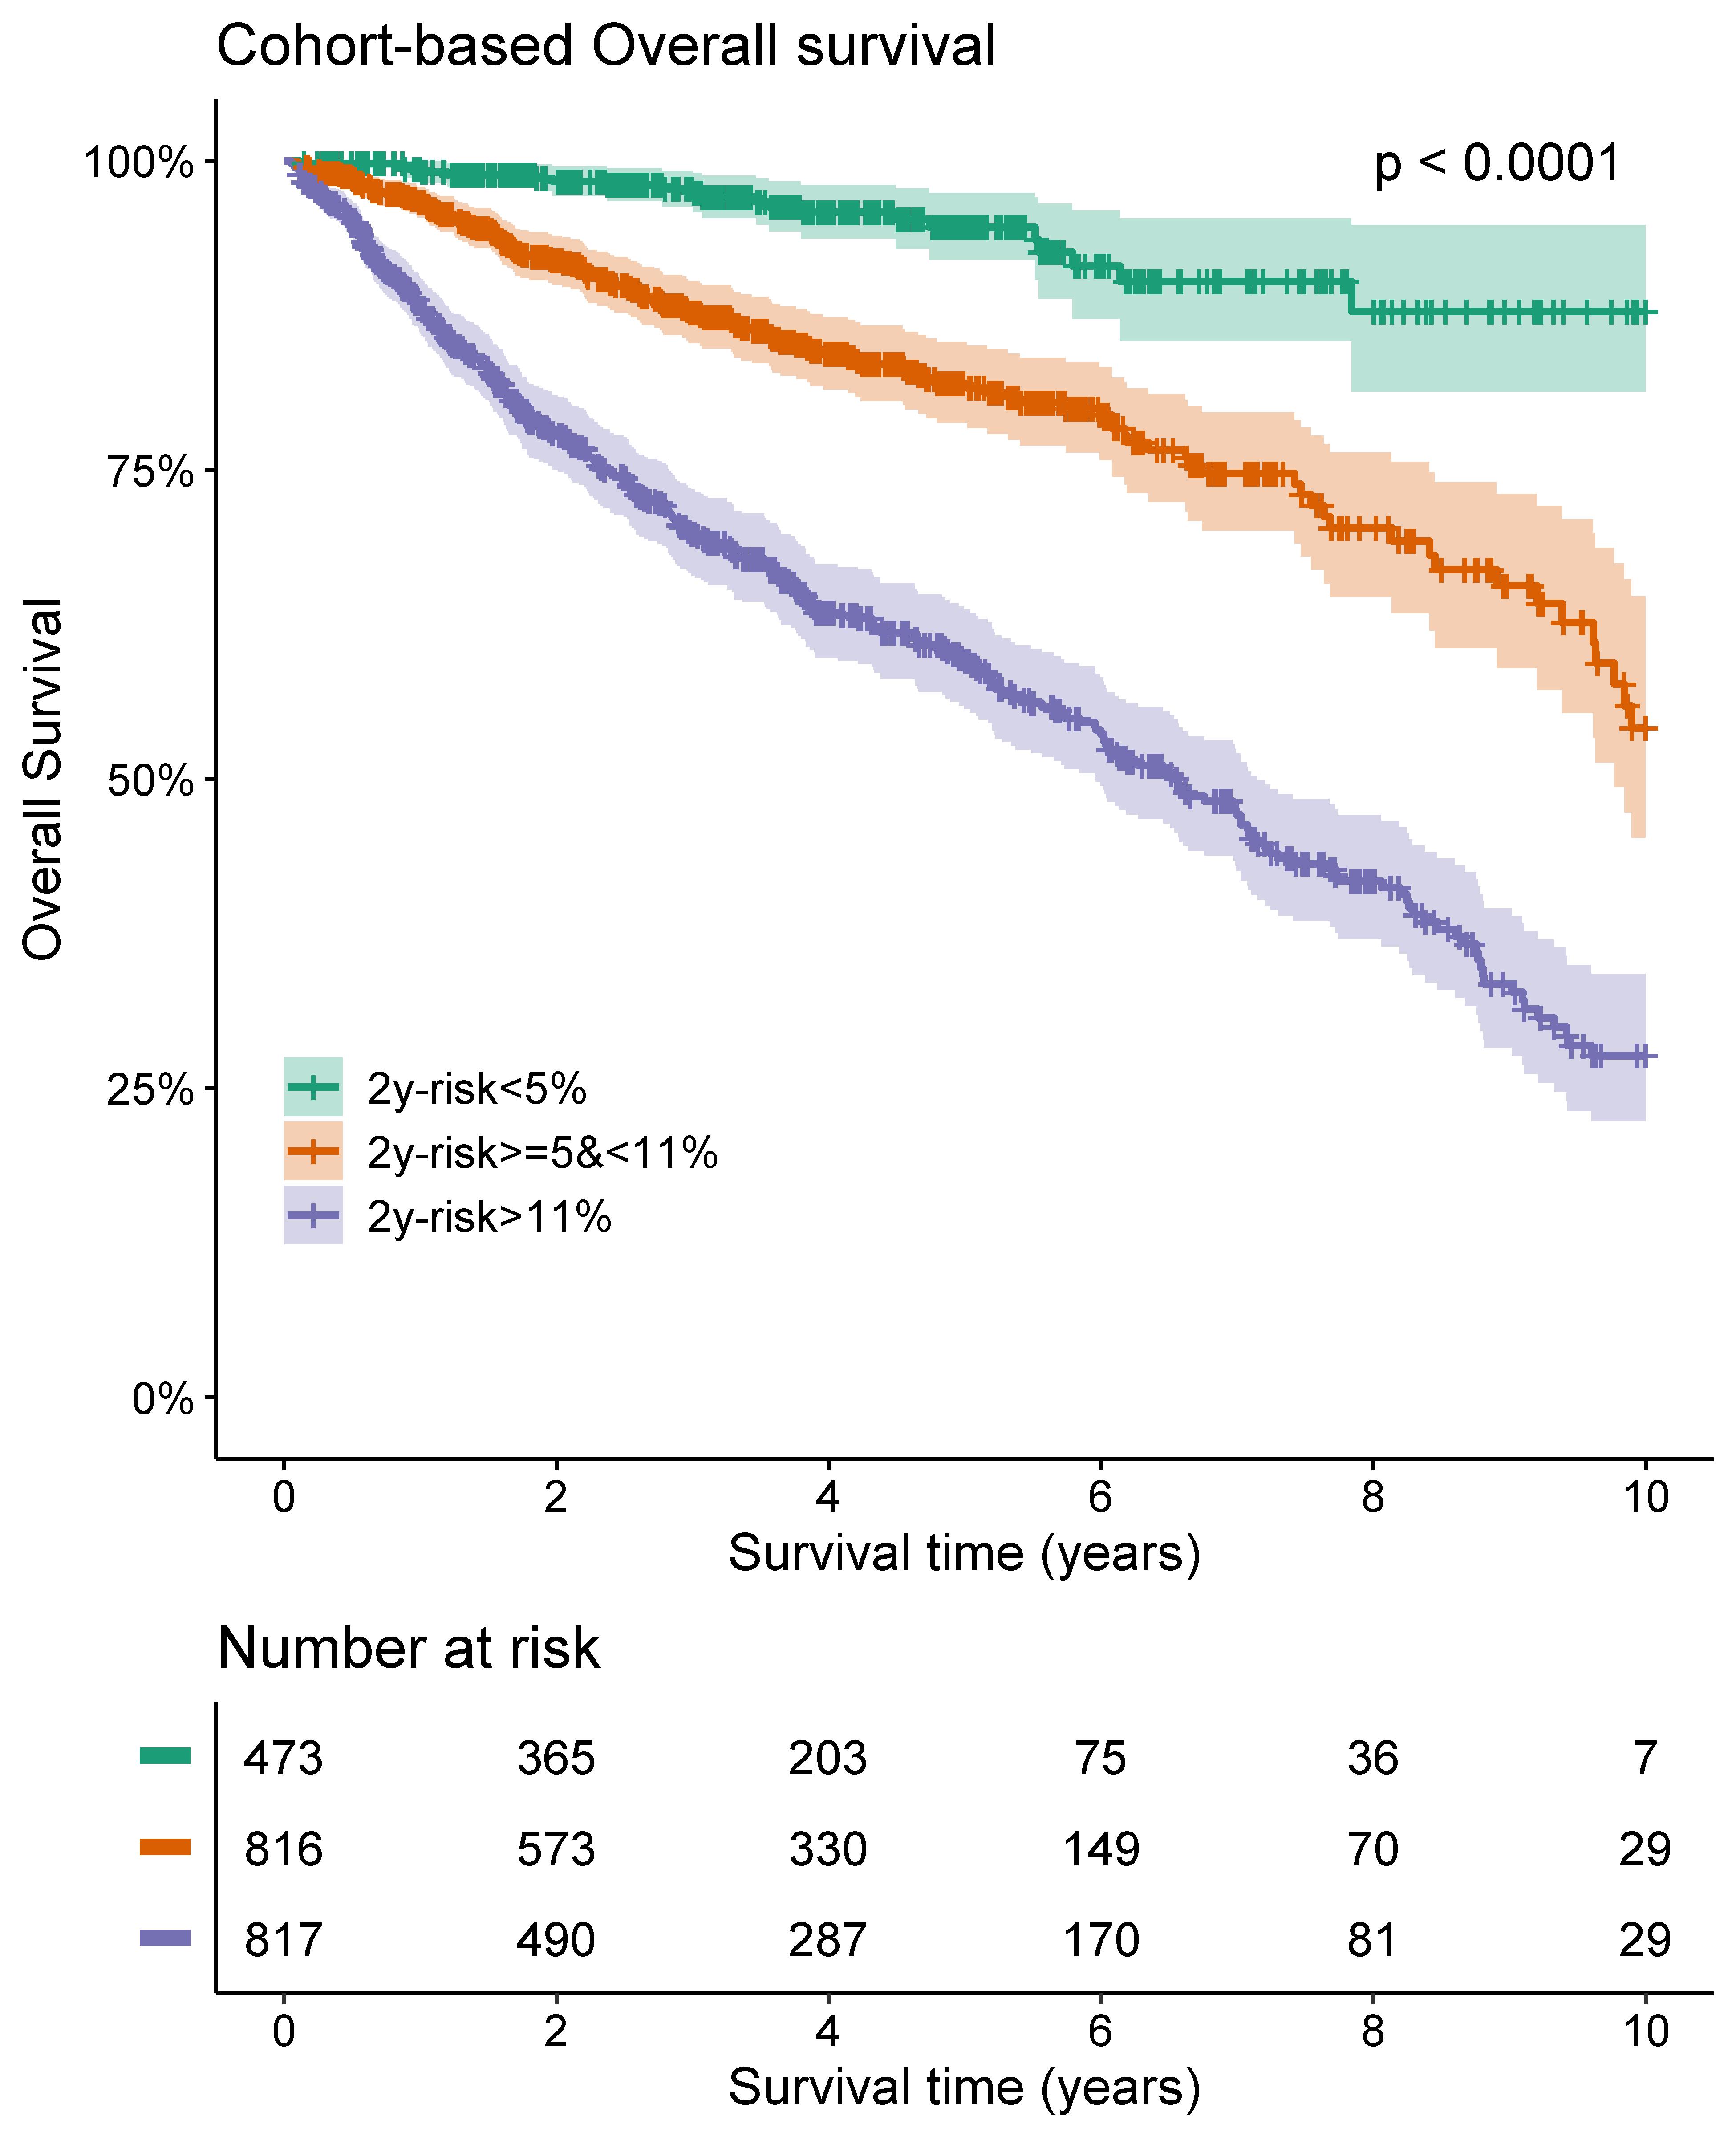 Cohort-based Overall survival
p < 0.0001
100%
75%
50%
25%
0%
Overall Survival
2y-risk<5%
2y-risk>=5&<11%
2y-risk>11%
0 2 4 6 8 10
Survival time (years)
Number at risk
473 365 203 75 36 7
816 573 330 149 70 29
817 490 287 170 81 29
0 2 4 6 8 10
Survival time (years)